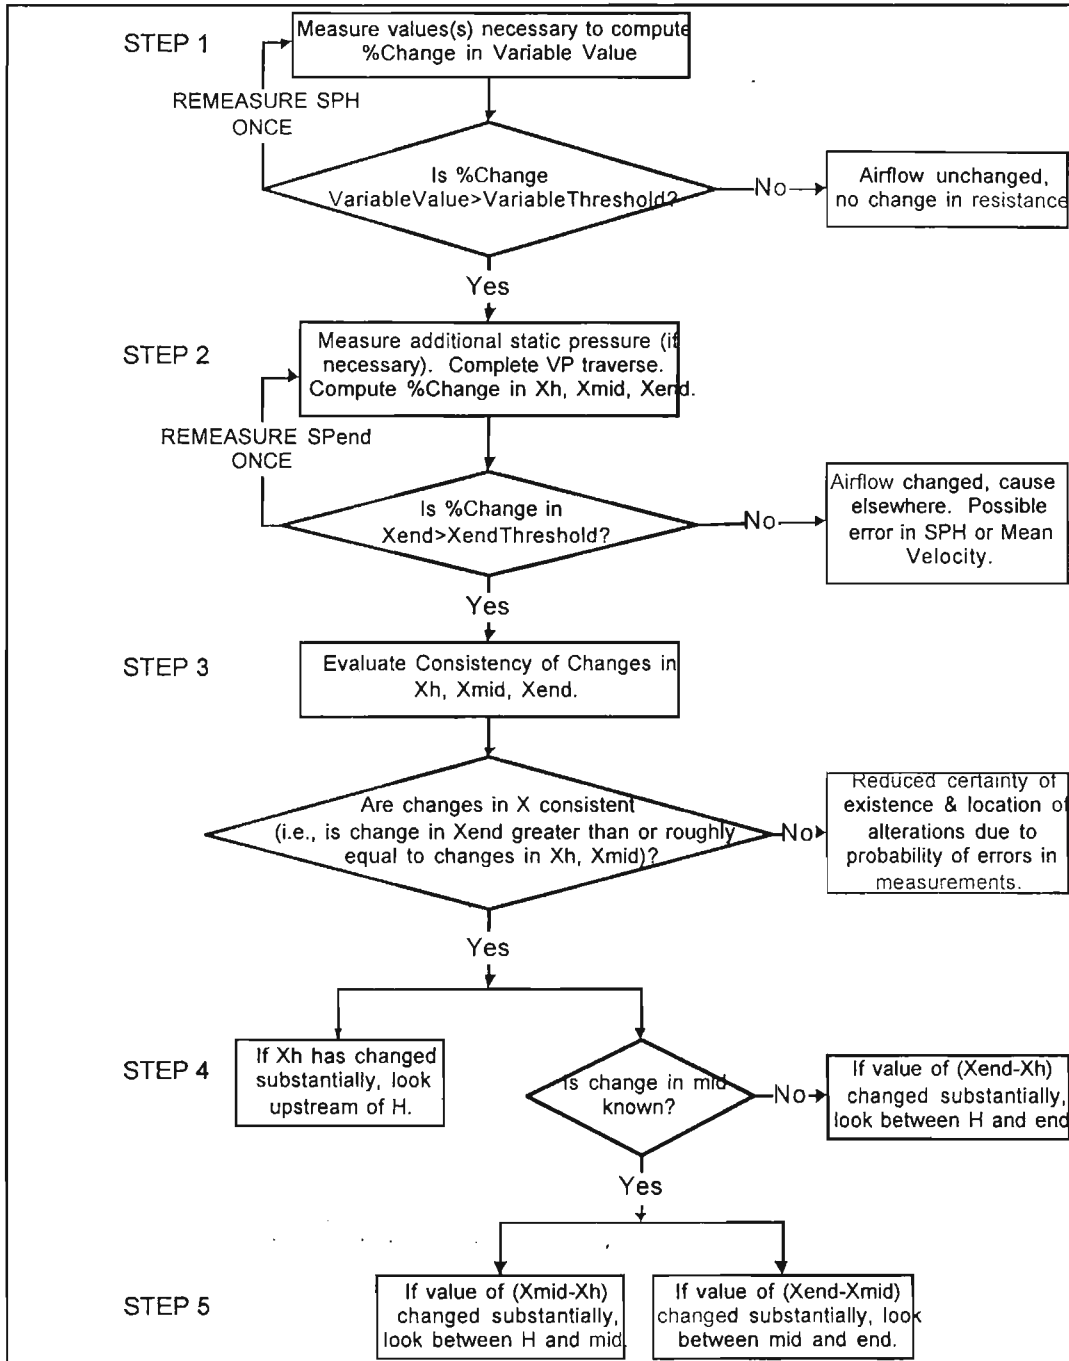 STEP 1
Measure values(s) necessary to compute
%Change in Variable Value
REMEASURE SPH
ONCE
Is %Change
VariableValue>VariableThreshold?
No
Airflow unchanged,
no change in resistance
Yes
STEP 2
Measure additional static pressure (if
necessary). Complete VP traverse.
Compute %Change in Xh, Xmid, Xend.
REMEASURE SPend
ONCE
Is %Change in
Xend>XendThreshold?
No
Airflow changed, cause
elsewhere. Possible
error in SPH or Mean
Velocity.
Yes
STEP 3
Evaluate Consistency of Changes in
Xh, Xmid, Xend.
Are changes in X consistent
(i.e., is change in Xend greater than or roughly
equal to changes in Xh, Xmid)?
No
Reduced certainty of
existence & location of
alterations due to
probability of errors in
measurements.
Yes
STEP 4
If Xh has changed
substantially, look
upstream of H.
Is change in mid
known?
No
If value of (Xend-Xh)
changed substantially,
look between H and end
Yes
STEP 5
If value of (Xmid-Xh)
changed substantially,
look between H and mid.
If value of (Xend-Xmid)
changed substantially, look
between mid and end.